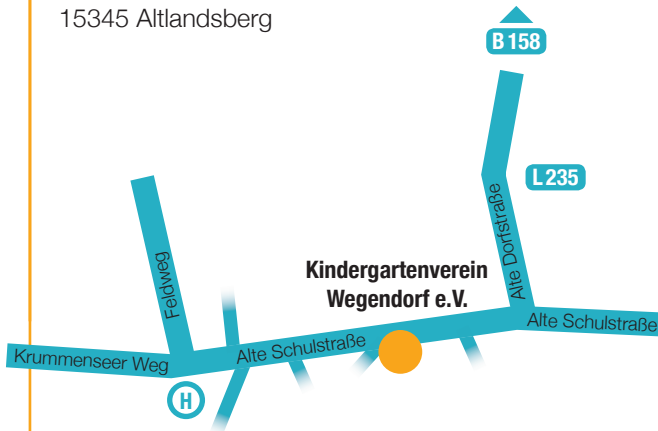 15345 Altlandsberg
B 158
L 235
Alte Dorfstraße
Feldweg
Kindergartenverein
Wegendorf e.V.
Alte Schulstraße
Alte Schulstraße
Krummenseer Weg
H